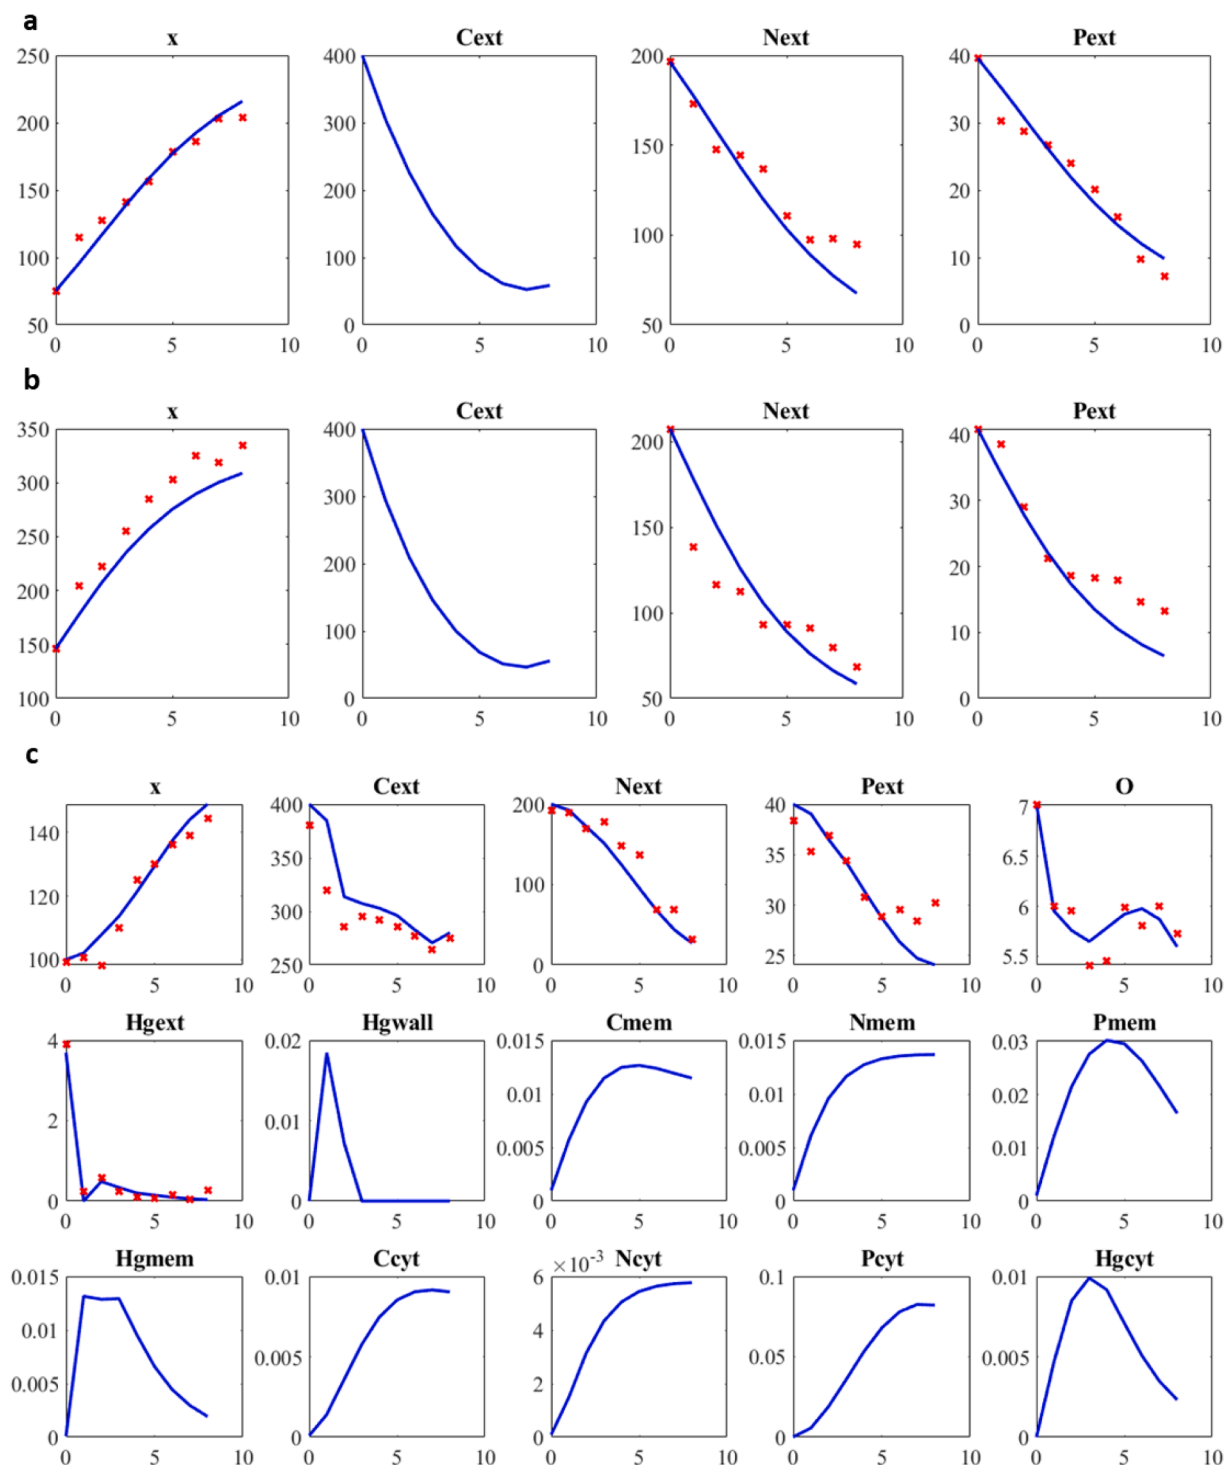 a
x Cext Next Pext
250 400 200 40
200 300 150 30
150 200 100 20
100 100 10
50 0 50 0
0 5 10 0 5 10 0 5 10 0 5 10
b
x Cext Next Pext
350 400 200 40
300 300 150 30
250 200 100 20
200 100 10
150
100 0 50 0
0 5 10 0 5 10 0 5 10 0 5 10
c
x Cext Next Pext O
140 400 200 40 7
120 350 100 35 6.5
100 300 30 6
250 0 25 5.5
0 5 10 0 5 10 0 5 10 0 5 10 0 5 10
Hgext Hgwall Cmem Nmem Pmem
4 0.02 0.015 0.015 0.03
2 0.01 0.01 0.01 0.02
0.005 0.005 0.01
0 0 0 0 0
0 5 10 0 5 10 0 5 10 0 5 10 0 5 10
Hgmem Ccyt ×10⁻³ Ncyt Pcyt Hgcyt
0.015 0.01 6 0.1 0.01
0.01 4
0.005 0.005 2 0.05 0.005
0 0 0 0 0
0 5 10 0 5 10 0 5 10 0 5 10 0 5 10